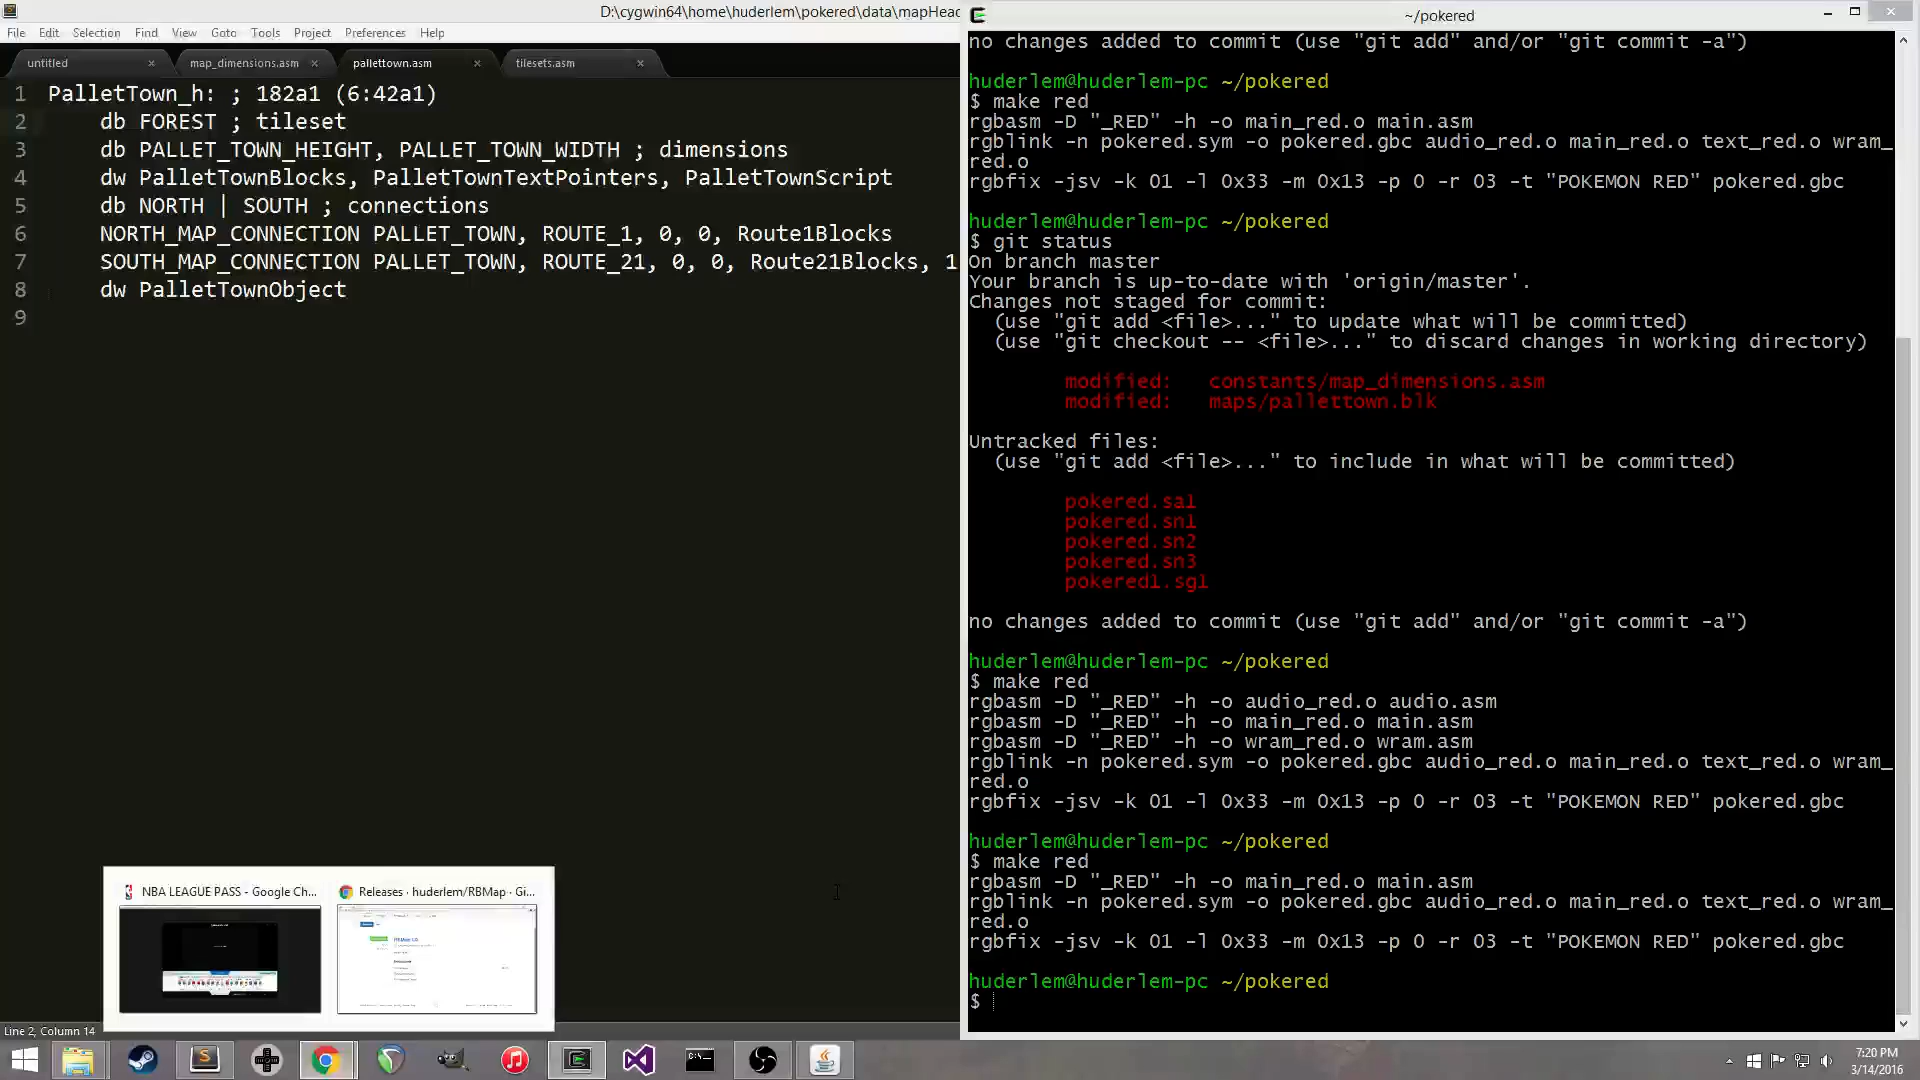 D:\cygwin64\home\huderlem\pokered\data\mapHead
File Edit Selection Find View Goto Tools Project Preferences Help
untitled map_dimensions.asm pallettown.asm tilesets.asm
1 PalletTown_h: ; 182a1 (6:42a1)
2 db FOREST ; tileset
3 db PALLET_TOWN_HEIGHT, PALLET_TOWN_WIDTH ; dimensions
4 dw PalletTownBlocks, PalletTownTextPointers, PalletTownScript
5 db NORTH | SOUTH ; connections
6 NORTH_MAP_CONNECTION PALLET_TOWN, ROUTE_1, 0, 0, Route1Blocks
7 SOUTH_MAP_CONNECTION PALLET_TOWN, ROUTE_21, 0, 0, Route21Blocks, 1
8 dw PalletTownObject
9
NBA LEAGUE PASS - Google Ch...
Releases · huderlem/RBMap · Gi...
Line 2, Column 14
~/pokered
no changes added to commit (use "git add" and/or "git commit -a")
huderlem@huderlem-pc ~/pokered
$ make red
rgbasm -D "_RED" -h -o main_red.o main.asm
rgblink -n pokered.sym -o pokered.gbc audio_red.o main_red.o text_red.o wram_
red.o
rgbfix -jsv -k 01 -l 0x33 -m 0x13 -p 0 -r 03 -t "POKEMON RED" pokered.gbc
huderlem@huderlem-pc ~/pokered
$ git status
On branch master
Your branch is up-to-date with 'origin/master'.
Changes not staged for commit:
(use "git add <file>..." to update what will be committed)
(use "git checkout -- <file>..." to discard changes in working directory)
modified: constants/map_dimensions.asm
modified: maps/pallettown.blk
Untracked files:
(use "git add <file>..." to include in what will be committed)
pokered.sa1
pokered.sn1
pokered.sn2
pokered.sn3
pokered1.sg1
no changes added to commit (use "git add" and/or "git commit -a")
huderlem@huderlem-pc ~/pokered
$ make red
rgbasm -D "_RED" -h -o audio_red.o audio.asm
rgbasm -D "_RED" -h -o main_red.o main.asm
rgbasm -D "_RED" -h -o wram_red.o wram.asm
rgblink -n pokered.sym -o pokered.gbc audio_red.o main_red.o text_red.o wram_
red.o
rgbfix -jsv -k 01 -l 0x33 -m 0x13 -p 0 -r 03 -t "POKEMON RED" pokered.gbc
huderlem@huderlem-pc ~/pokered
$ make red
rgbasm -D "_RED" -h -o main_red.o main.asm
rgblink -n pokered.sym -o pokered.gbc audio_red.o main_red.o text_red.o wram_
red.o
rgbfix -jsv -k 01 -l 0x33 -m 0x13 -p 0 -r 03 -t "POKEMON RED" pokered.gbc
huderlem@huderlem-pc ~/pokered
$
7:20 PM
3/14/2016